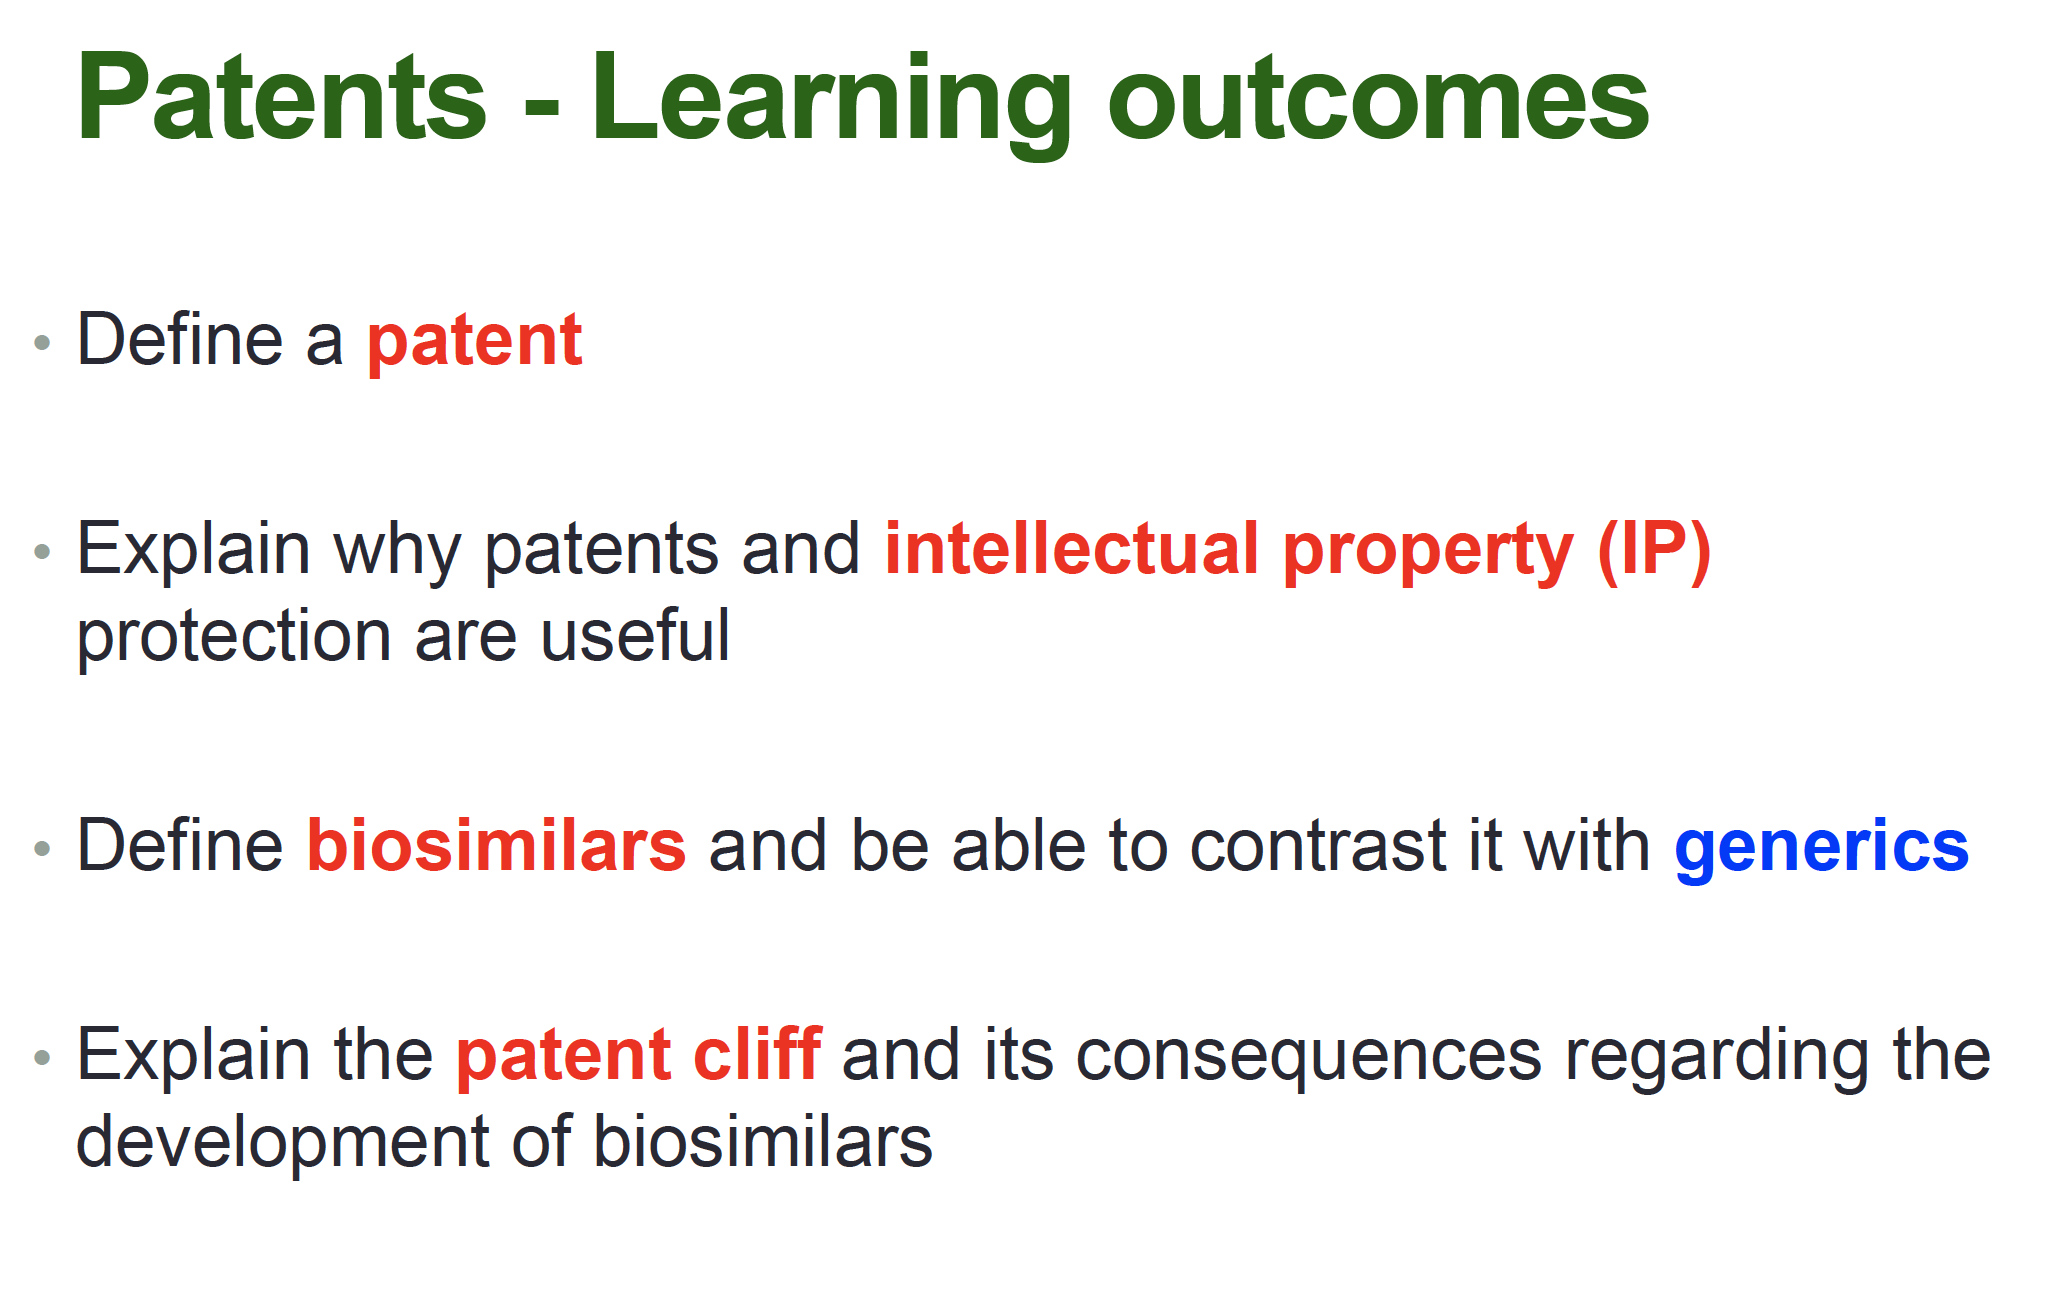 Patents - Learning outcomes
• Define a patent
• Explain why patents and intellectual property (IP)
protection are useful
• Define biosimilars and be able to contrast it with generics
• Explain the patent cliff and its consequences regarding the
development of biosimilars